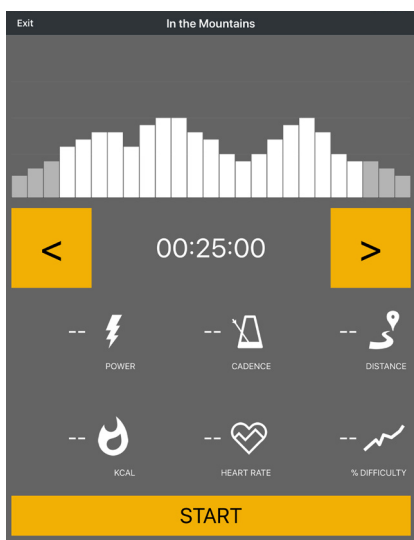 Exit In the Mountains
< 00:25:00 >
-- -- --
POWER CADENCE DISTANCE
-- -- --
KCAL HEART RATE % DIFFICULTY
START